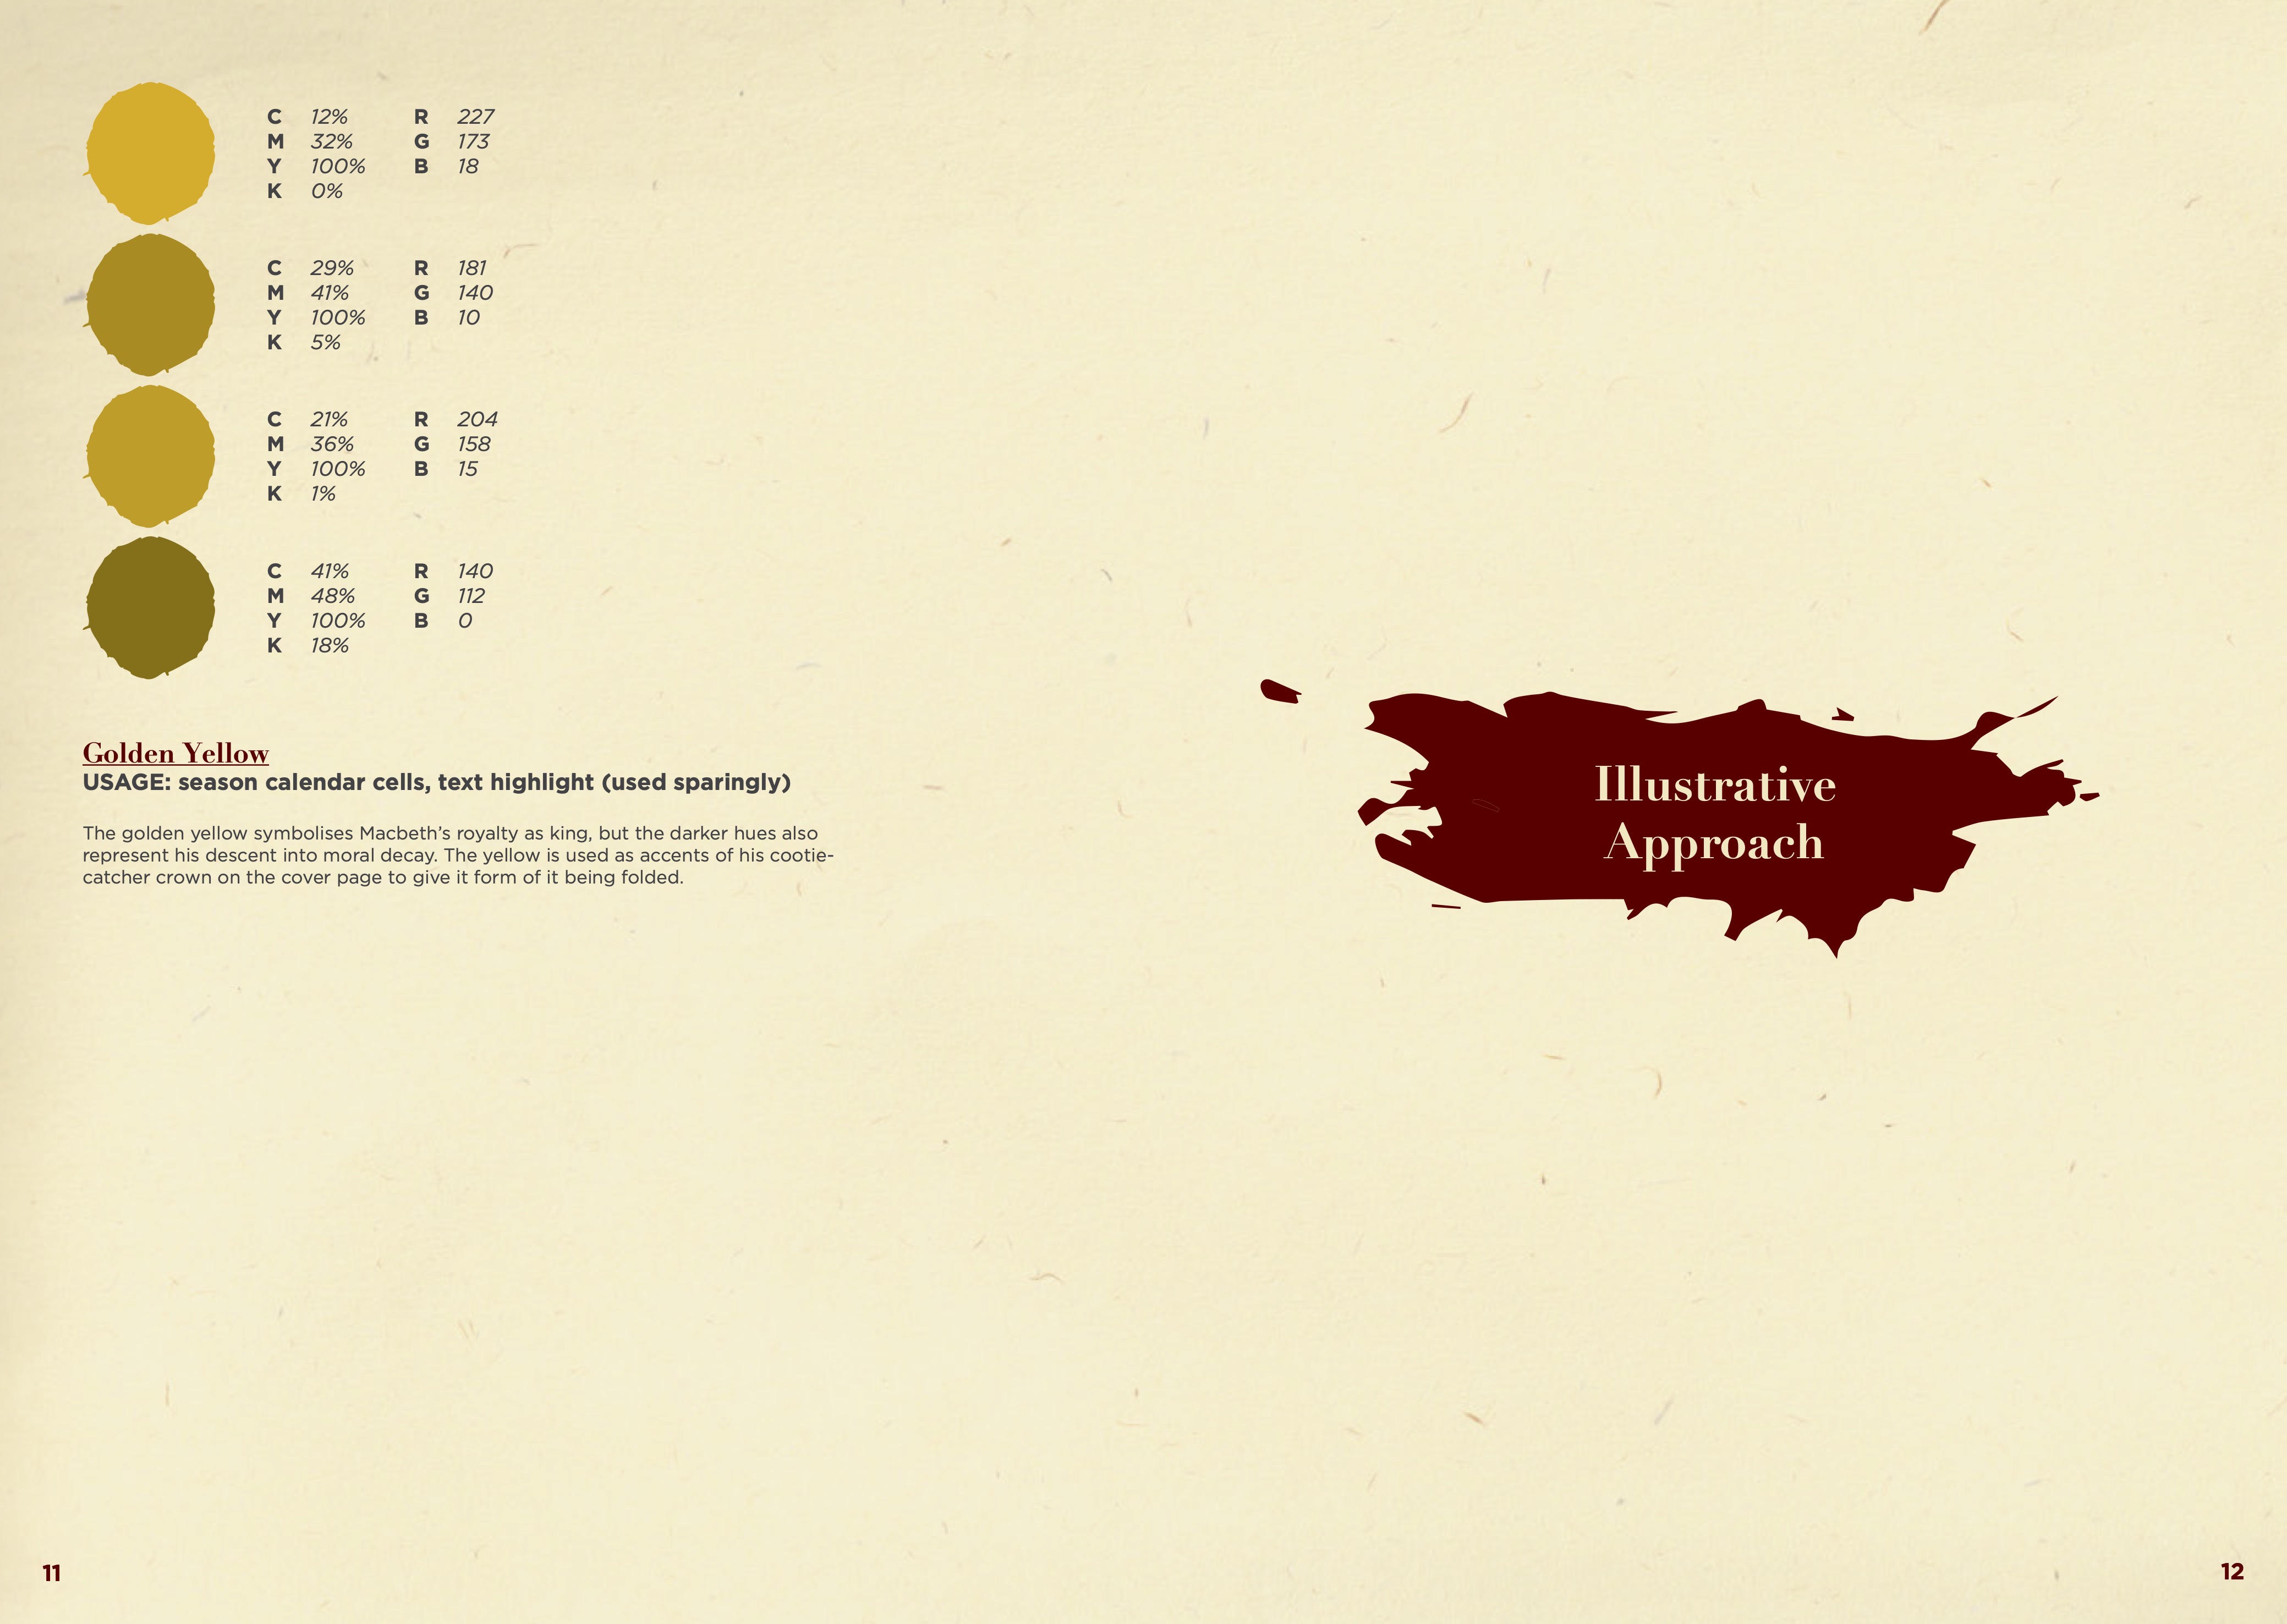 C 12% R 227
M 32% G 173
Y 100% B 18
K 0%
C 29% R 181
M 41% G 140
Y 100% B 10
K 5%
C 21% R 204
M 36% G 158
Y 100% B 15
K 1%
C 41% R 140
M 48% G 112
Y 100% B 0
K 18%
Golden Yellow
USAGE: season calendar cells, text highlight (used sparingly)
The golden yellow symbolises Macbeth’s royalty as king, but the darker hues also
represent his descent into moral decay. The yellow is used as accents of his cootie-
catcher crown on the cover page to give it form of it being folded.
11
Illustrative
Approach
12